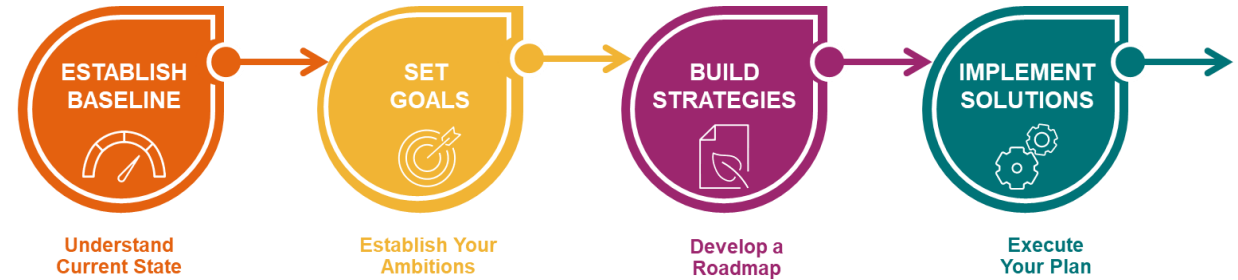 ESTABLISH
BASELINE
Understand
Current State
SET
GOALS
Establish Your
Ambitions
BUILD
STRATEGIES
Develop a
Roadmap
IMPLEMENT
SOLUTIONS
Execute
Your Plan